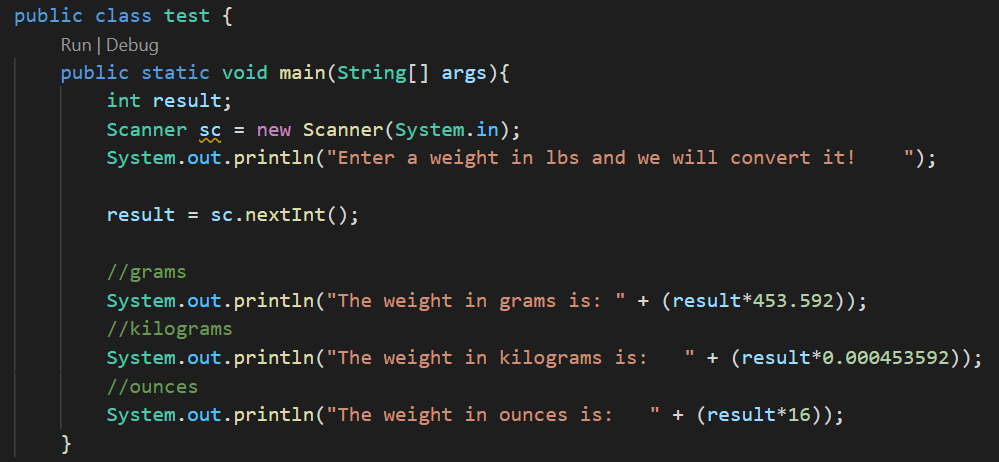 public class test {
Run | Debug
public static void main(String[] args){
int result;
Scanner sc = new Scanner(System.in);
System.out.println("Enter a weight in lbs and we will convert it!    ");
result = sc.nextInt();
//grams
System.out.println("The weight in grams is: " + (result*453.592));
//kilograms
System.out.println("The weight in kilograms is:   " + (result*0.000453592));
//ounces
System.out.println("The weight in ounces is:   " + (result*16));
}